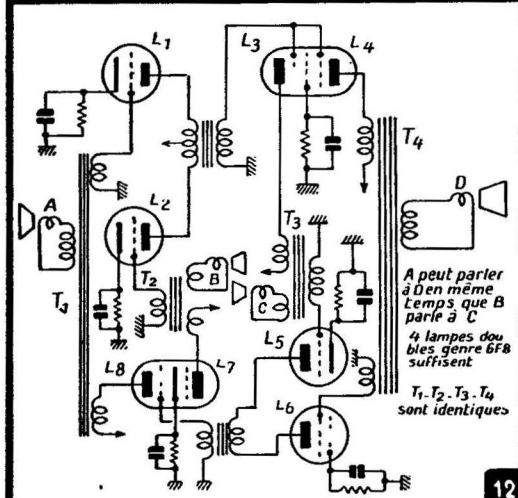 L1
L3
L4
T4
A
L2
D
T3
T2
T3
B
C
A peut parler
à D en même
temps que B
parle à C
4 lampes dou
bles genre 6F8
suffisent
L5
L8
L7
L6
T1-T2-T3-T4
sont identiques
12